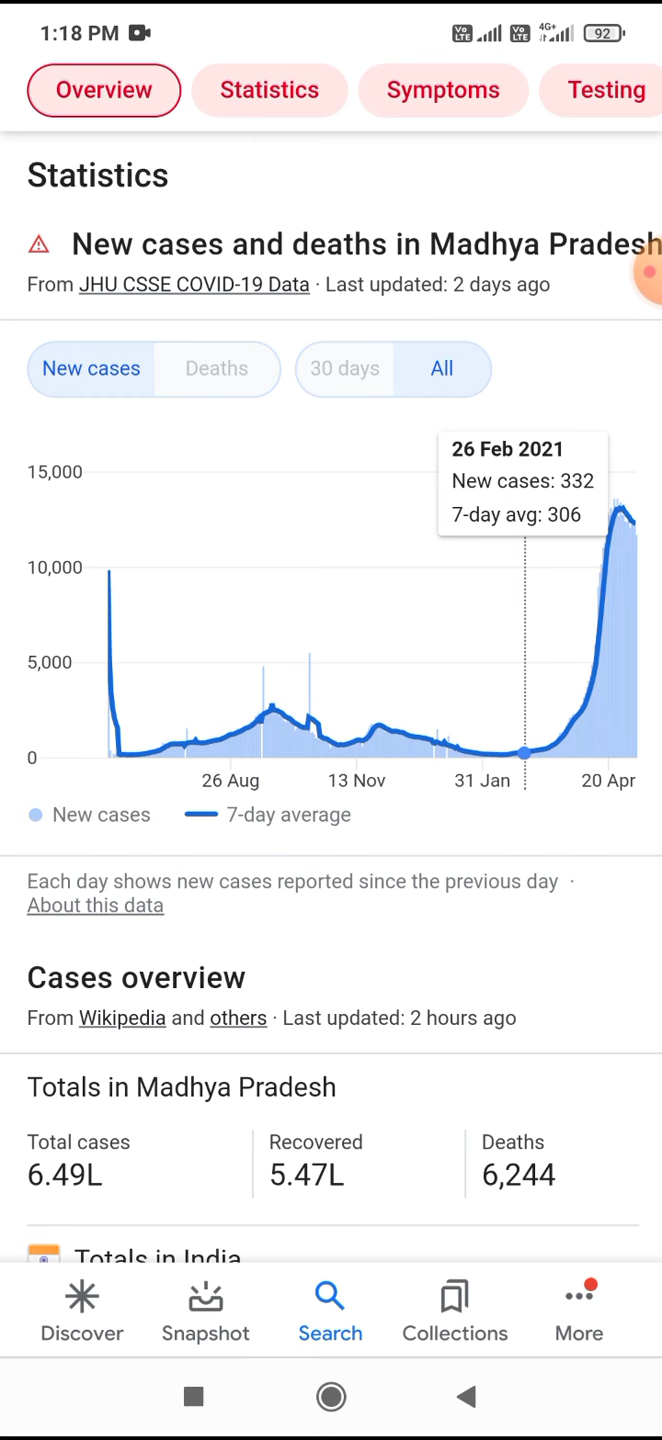 1:18 PM
Vo LTE Vo LTE 4G+ 92
Overview Statistics Symptoms Testing
Statistics
New cases and deaths in Madhya Pradesh
From JHU CSSE COVID-19 Data · Last updated: 2 days ago
New cases Deaths 30 days All
26 Feb 2021
New cases: 332
7-day avg: 306
15,000
10,000
5,000
0
26 Aug 13 Nov 31 Jan 20 Apr
New cases 7-day average
Each day shows new cases reported since the previous day ·
About this data
Cases overview
From Wikipedia and others · Last updated: 2 hours ago
Totals in Madhya Pradesh
Total cases Recovered Deaths
6.49L 5.47L 6,244
Totals in India
Discover Snapshot Search Collections More